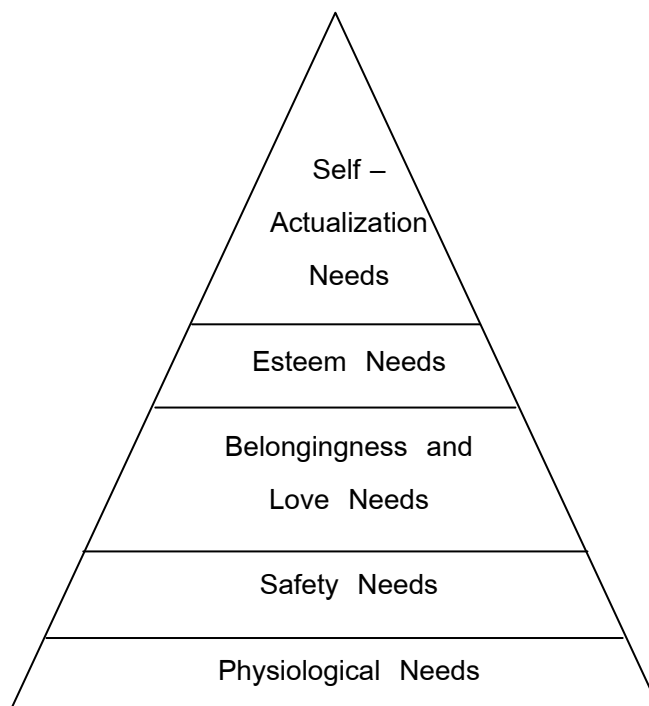 Self –
Actualization
Needs
Esteem Needs
Belongingness and
Love Needs
Safety Needs
Physiological Needs